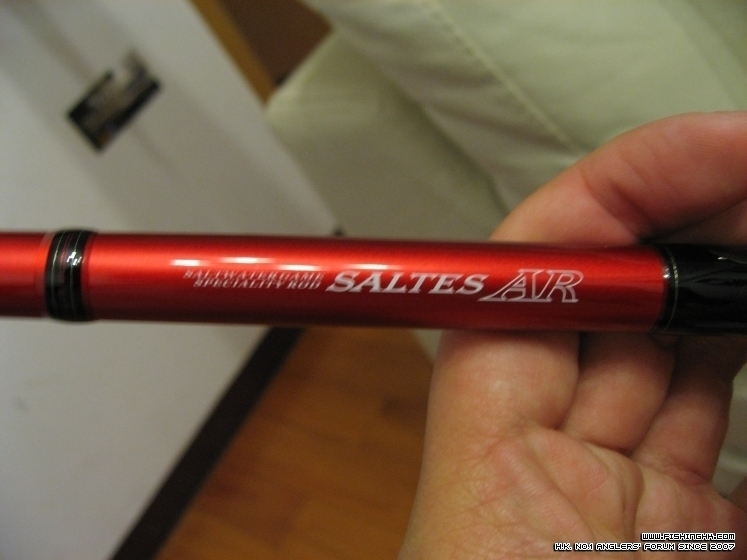 SALTWATERGAME
SPECIALITY ROD
SALTES AR
WWW.FISHINGHK.COM
H.K. NO.1 ANGLERS' FORUM SINCE 2007